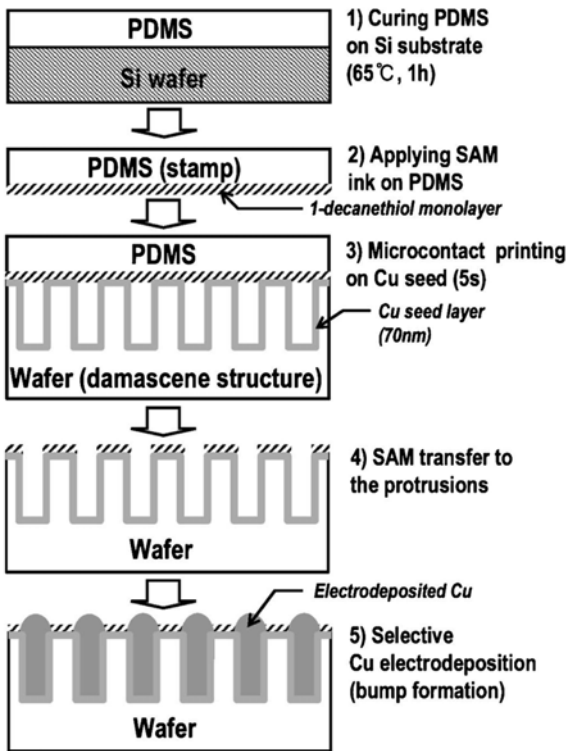 PDMS
Si wafer
1) Curing PDMS
on Si substrate
(65℃, 1h)
PDMS (stamp)
2) Applying SAM
ink on PDMS
1-decanethiol monolayer
PDMS
3) Microcontact printing
on Cu seed (5s)
Cu seed layer
(70nm)
Wafer (damascene structure)
4) SAM transfer to
the protrusions
Wafer
Electrodeposited Cu
5) Selective
Cu electrodeposition
(bump formation)
Wafer